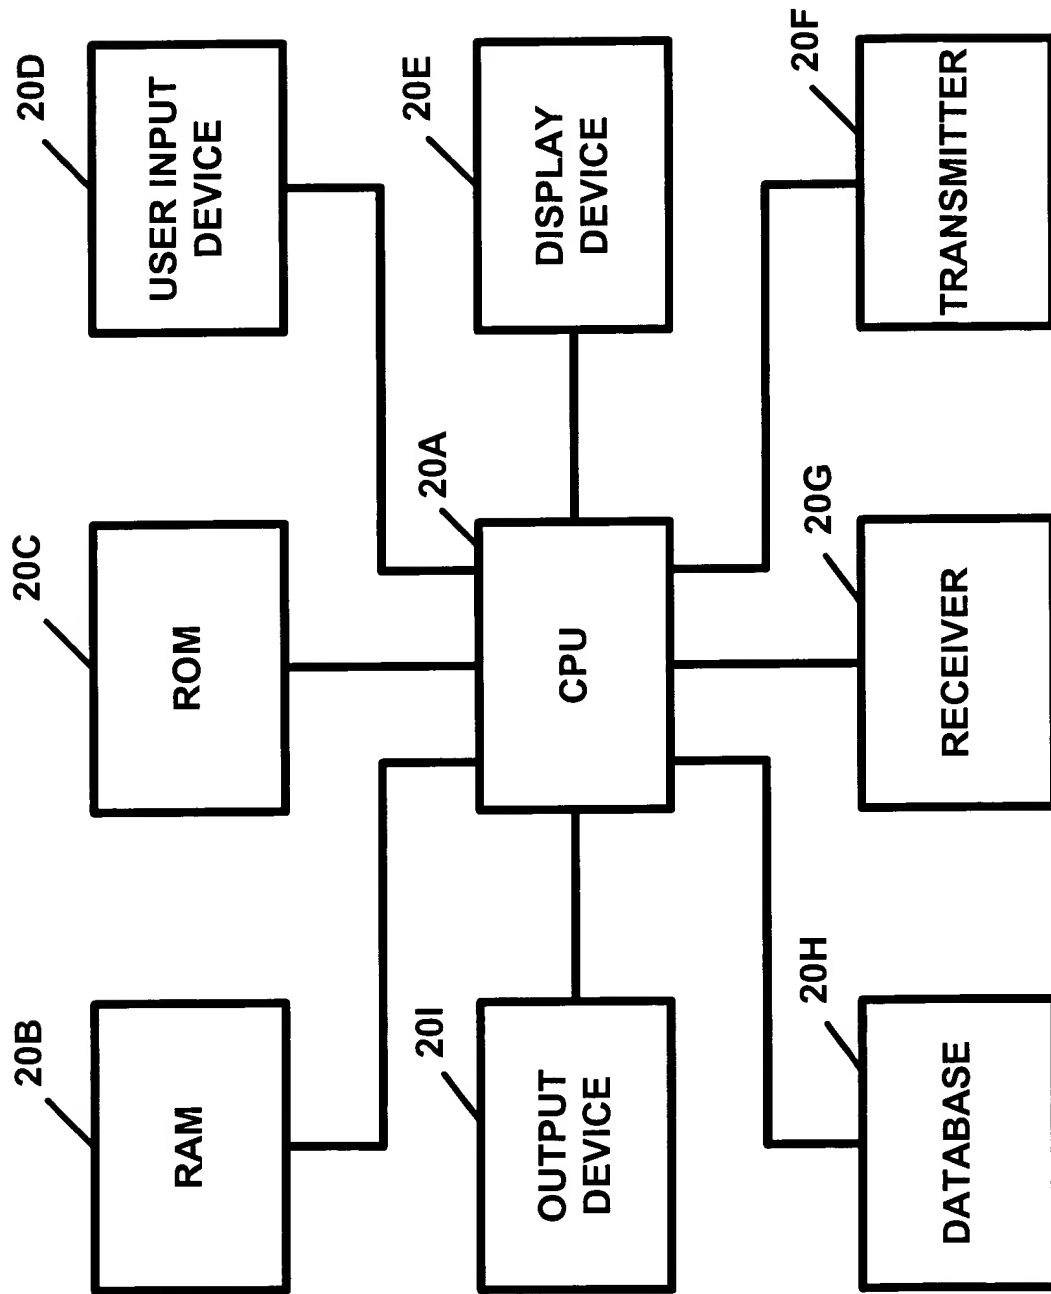 20B
RAM
20C
ROM
20D
USER INPUT
DEVICE
20I
OUTPUT
DEVICE
20A
CPU
20E
DISPLAY
DEVICE
20H
DATABASE
20G
RECEIVER
20F
TRANSMITTER